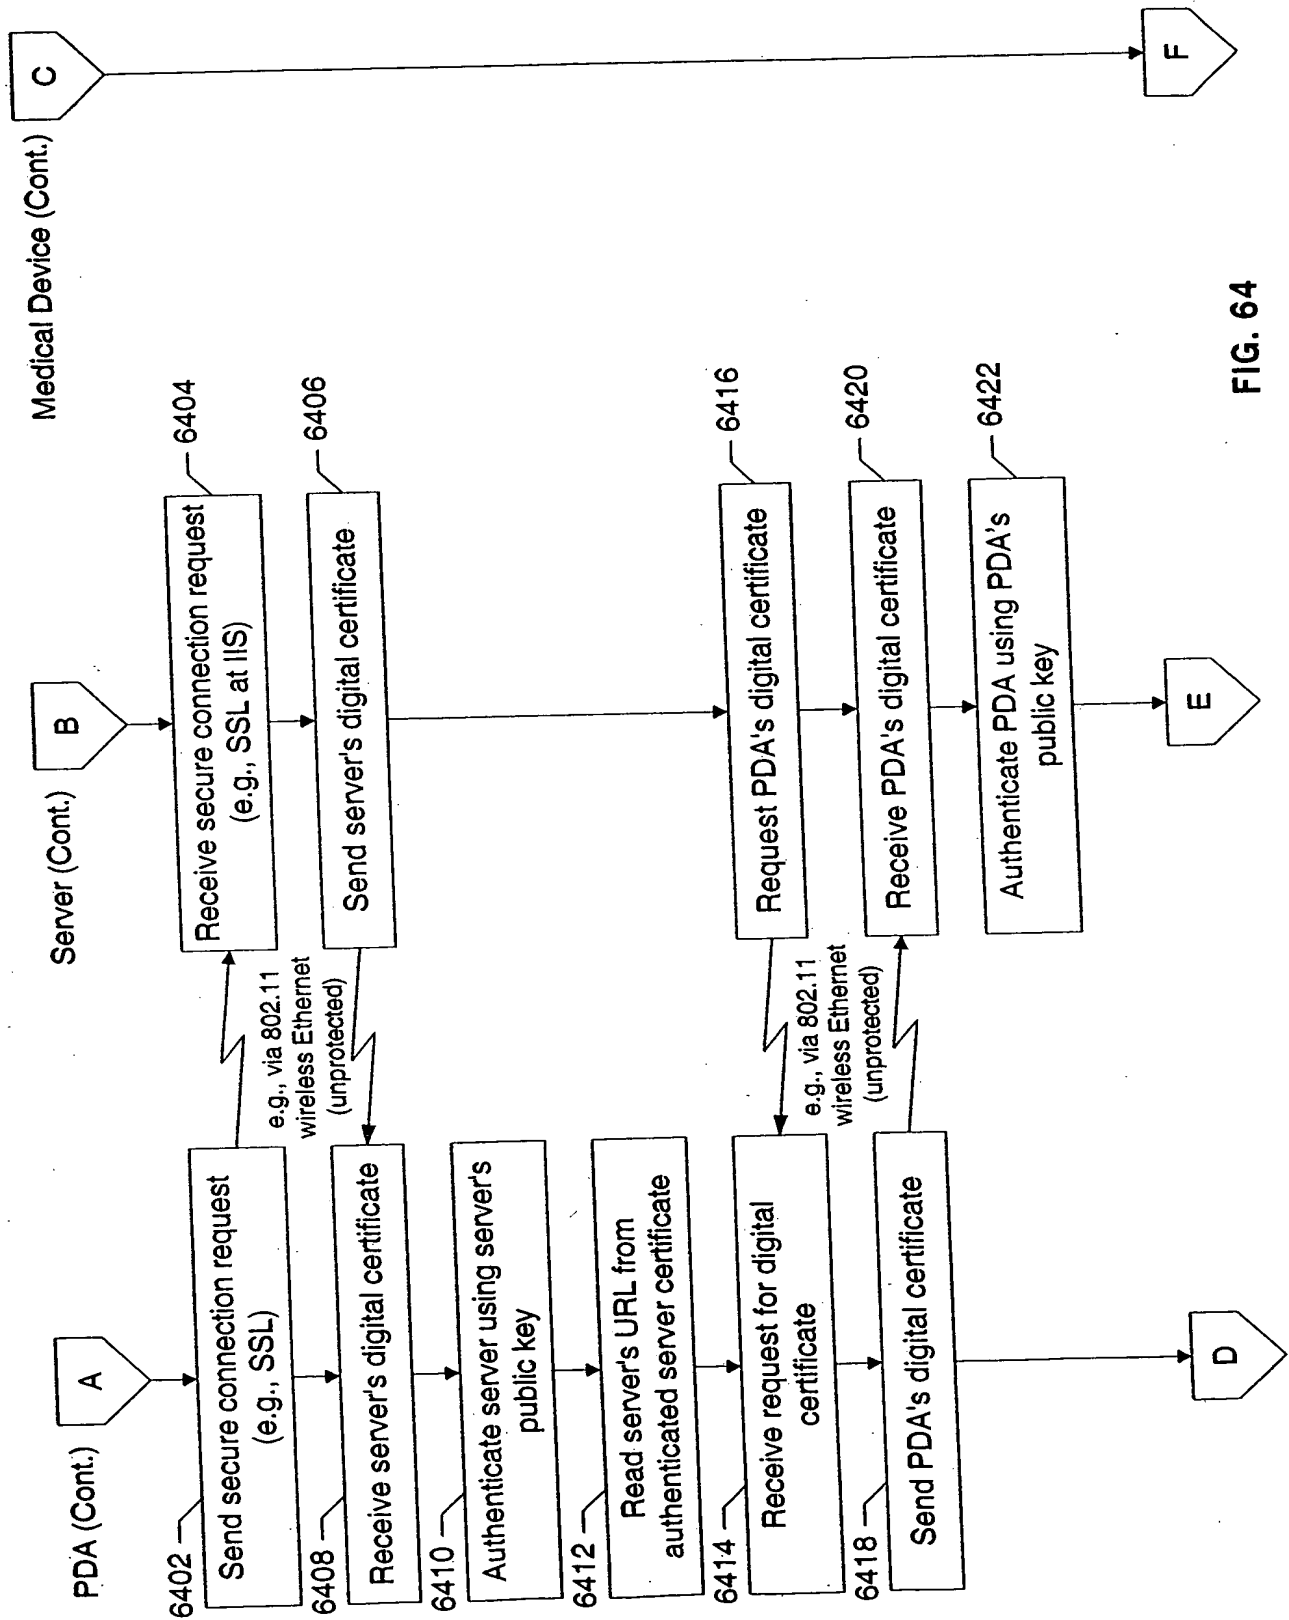 PDA (Cont.)
A
6402
Send secure connection request
(e.g., SSL)
6408
Receive server's digital certificate
6410
Authenticate server using server's
public key
6412
Read server's URL from
authenticated server certificate
6414
Receive request for digital
certificate
6418
Send PDA's digital certificate
D
e.g., via 802.11
wireless Ethernet
(unprotected)
e.g., via 802.11
wireless Ethernet
(unprotected)
Server (Cont.)
B
Receive secure connection request
(e.g., SSL at IIS)
6404
Send server's digital certificate
6406
Request PDA's digital certificate
6416
Receive PDA's digital certificate
6420
Authenticate PDA using PDA's
public key
6422
E
Medical Device (Cont.)
C
F
FIG. 64